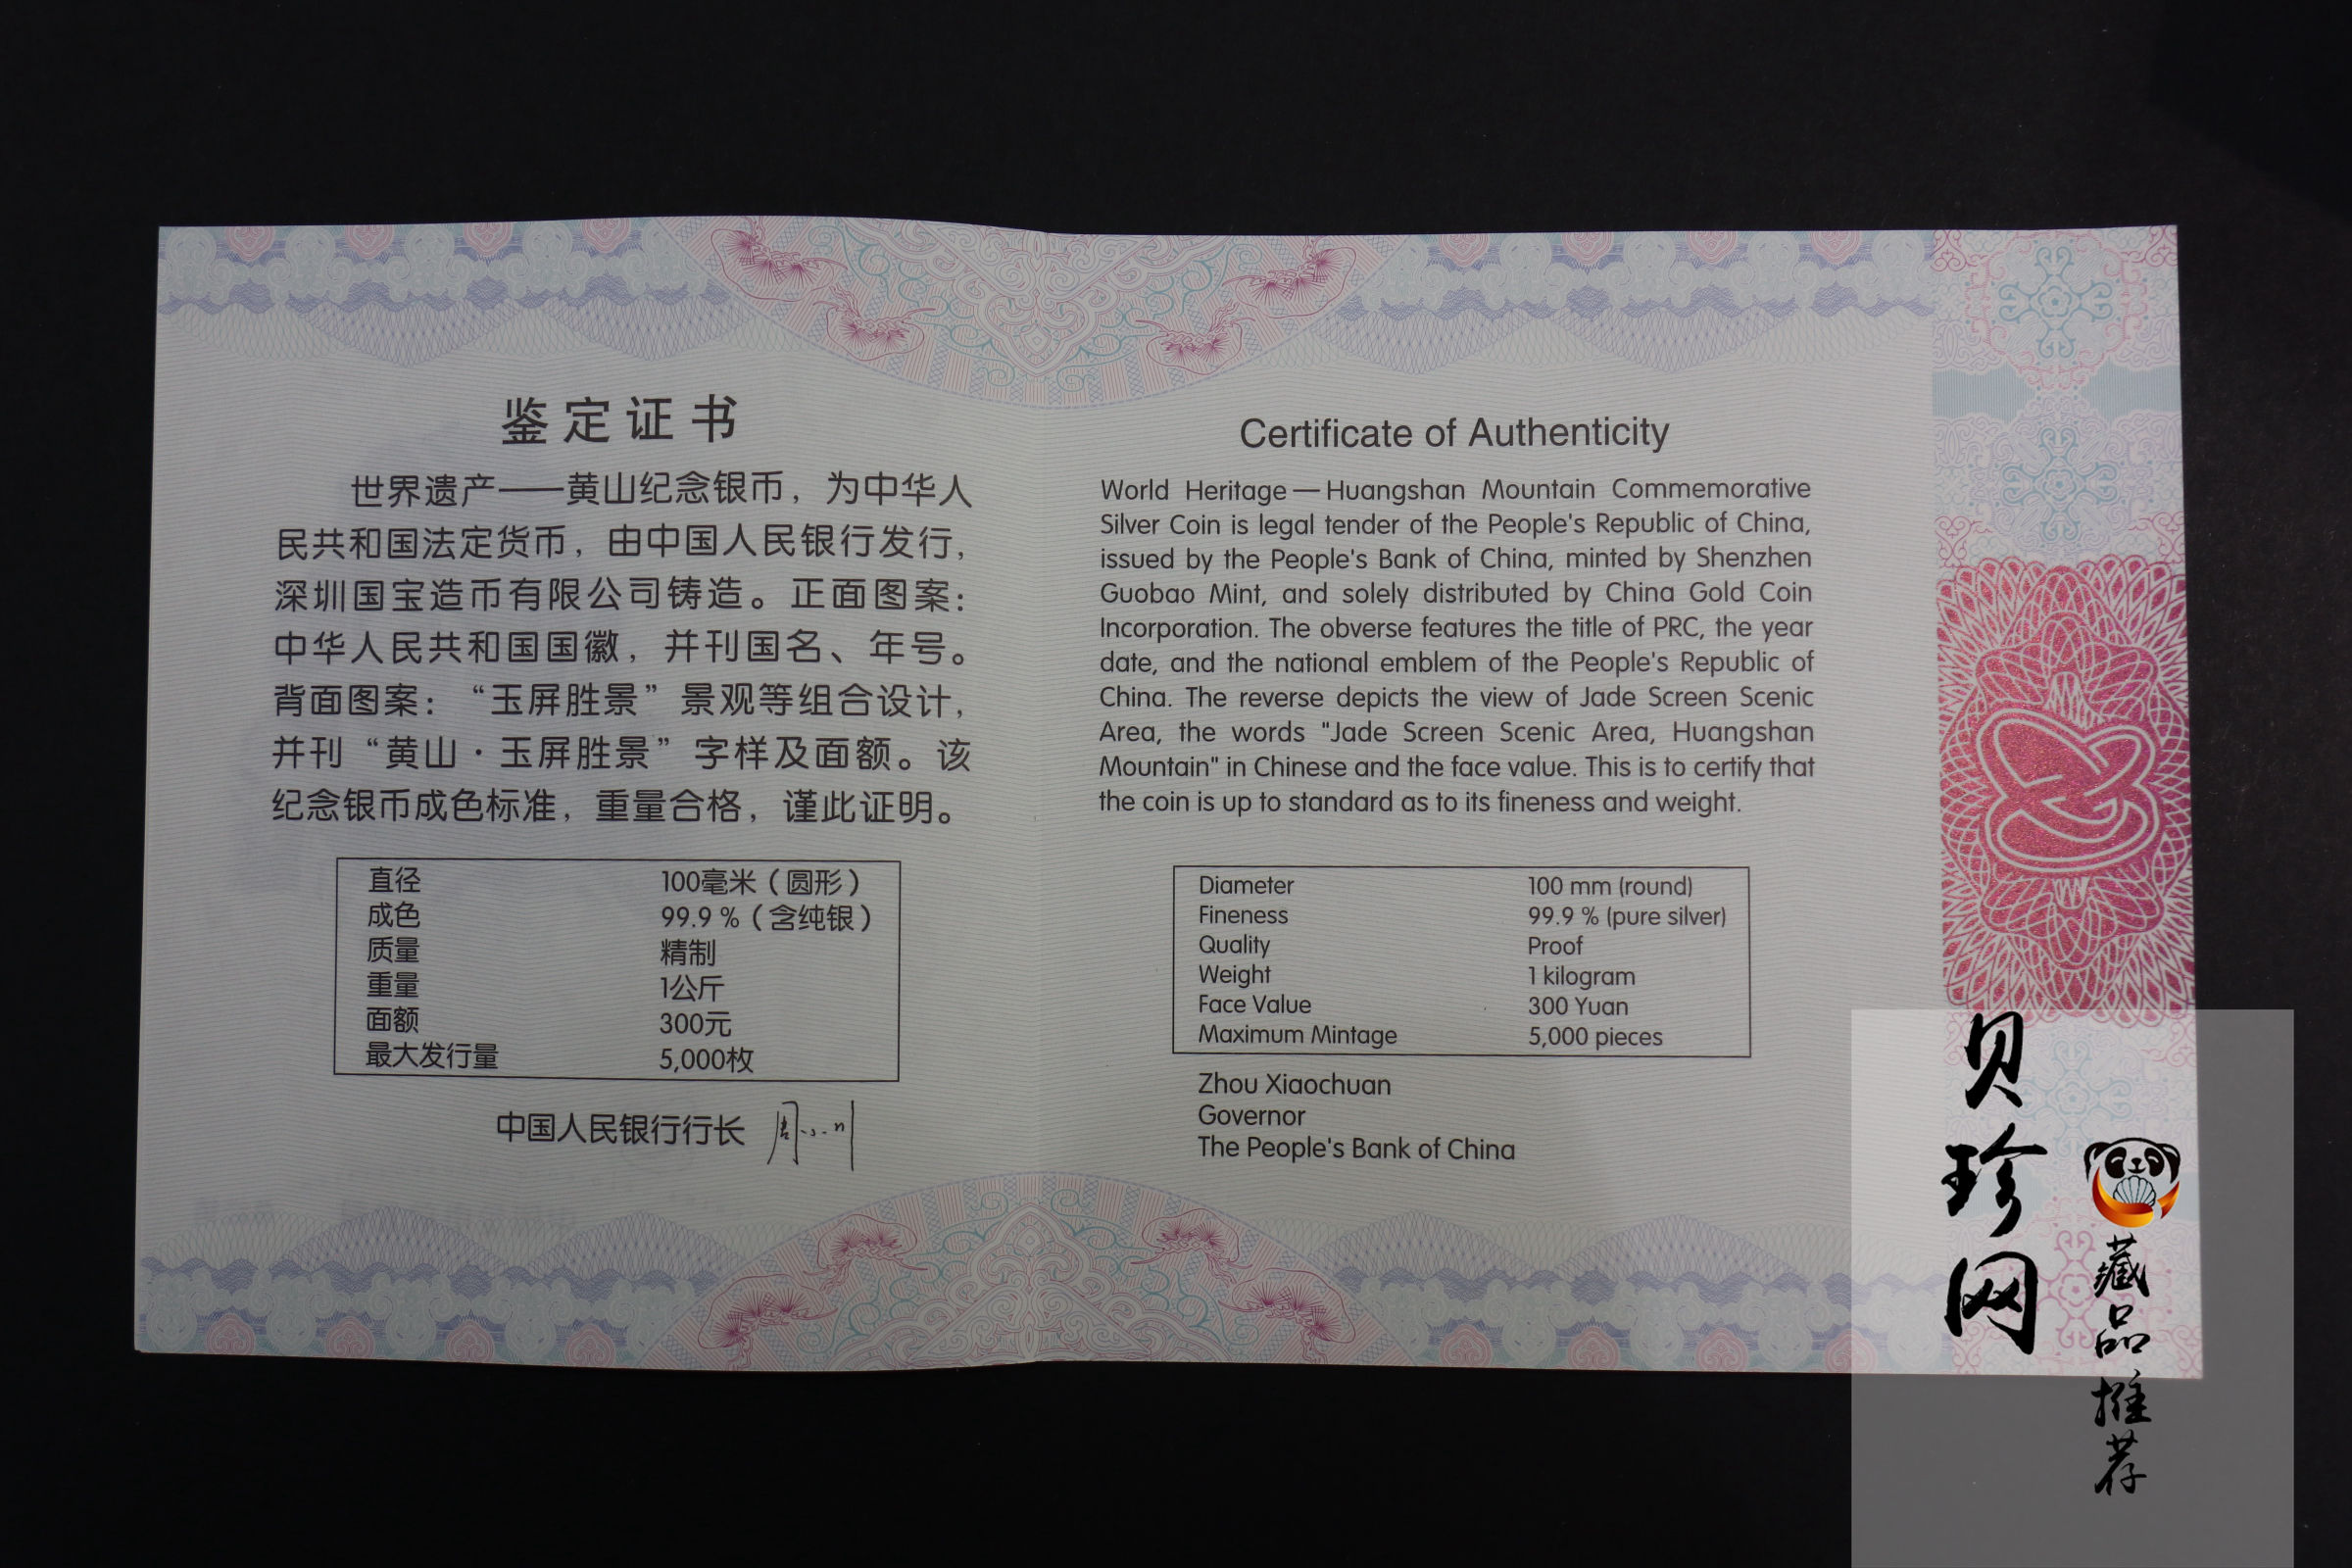 鉴定证书
世界遗产——黄山纪念银币，为中华人
民共和国法定货币，由中国人民银行发行，
深圳国宝造币有限公司铸造。正面图案：
中华人民共和国国徽，并刊国名、年号。
背面图案：“玉屏胜景”景观等组合设计，
并刊“黄山·玉屏胜景”字样及面额。该
纪念银币成色标准，重量合格，谨此证明。
直径 100毫米（圆形）
成色 99.9％（含纯银）
质量 精制
重量 1公斤
面额 300元
最大发行量 5,000枚
中国人民银行行长 周小川
Certificate of Authenticity
World Heritage — Huangshan Mountain Commemorative
Silver Coin is legal tender of the People's Republic of China,
issued by the People's Bank of China, minted by Shenzhen
Guobao Mint, and solely distributed by China Gold Coin
Incorporation. The obverse features the title of PRC, the year
date, and the national emblem of the People's Republic of
China. The reverse depicts the view of Jade Screen Scenic
Area, the words "Jade Screen Scenic Area, Huangshan
Mountain" in Chinese and the face value. This is to certify that
the coin is up to standard as to its fineness and weight.
Diameter 100 mm (round)
Fineness 99.9 % (pure silver)
Quality Proof
Weight 1 kilogram
Face Value 300 Yuan
Maximum Mintage 5,000 pieces
Zhou Xiaochuan
Governor
The People's Bank of China
贝珍网
藏品推荐